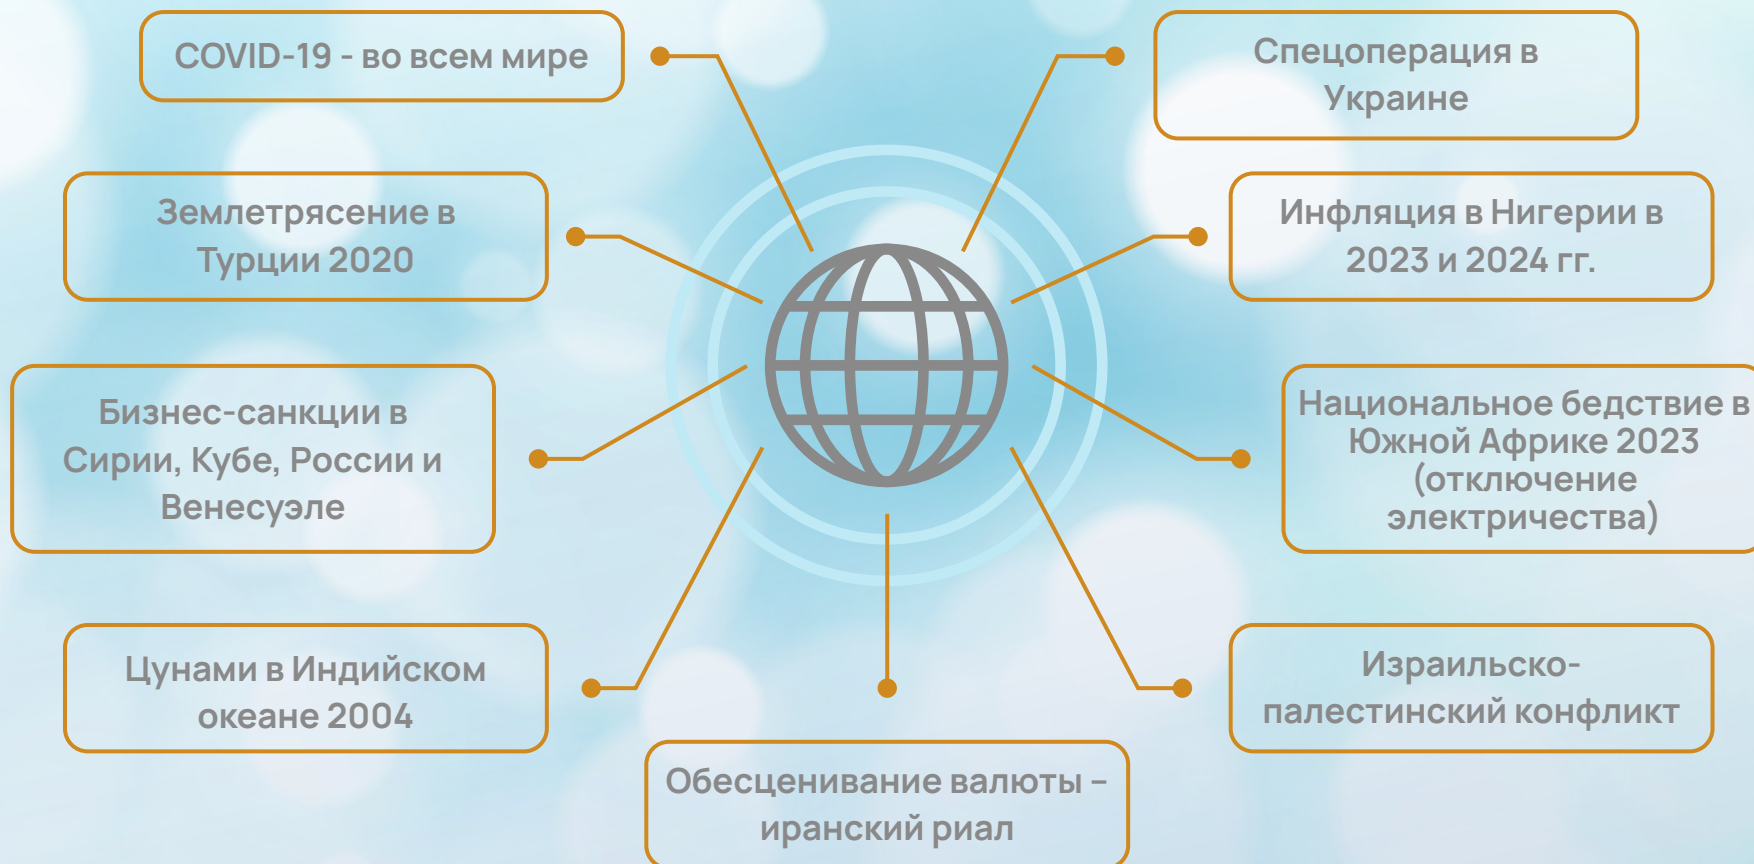 COVID-19 - во всем мире
Спецоперация в
Украине
Землетрясение в
Турции 2020
Инфляция в Нигерии в
2023 и 2024 гг.
Бизнес-санкции в
Сирии, Кубе, России и
Венесуэле
Национальное бедствие в
Южной Африке 2023
(отключение
электричества)
Цунами в Индийском
океане 2004
Израильско-
палестинский конфликт
Обесценивание валюты –
иранский риал